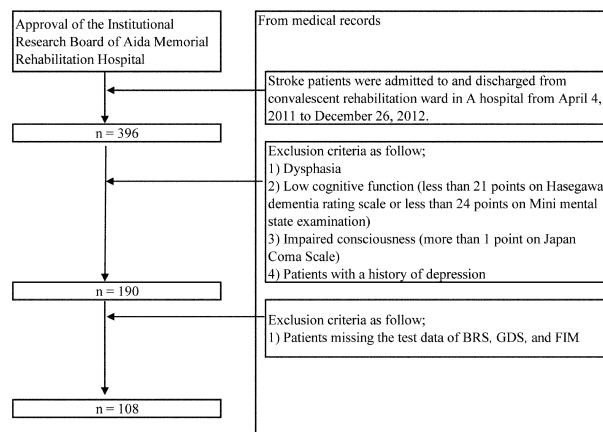 Approval of the Institutional
Research Board of Aida Memorial
Rehabilitation Hospital
From medical records
Stroke patients were admitted to and discharged from
convalescent rehabilitation ward in A hospital from April 4,
2011 to December 26, 2012.
n = 396
Exclusion criteria as follow;
1) Dysphasia
2) Low cognitive function (less than 21 points on Hasegawa
dementia rating scale or less than 24 points on Mini mental
state examination)
3) Impaired consciousness (more than 1 point on Japan
Coma Scale)
4) Patients with a history of depression
n = 190
Exclusion criteria as follow;
1) Patients missing the test data of BRS, GDS, and FIM
n = 108